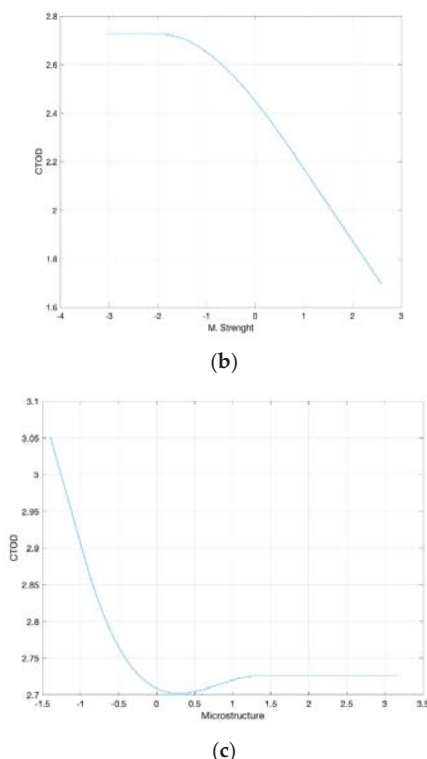 2.8
2.6
2.4
2.2
2
1.8
1.6
CTOD
-4 -3 -2 -1 0 1 2 3
M. Strenght
(b)
3.1
3.05
3
2.95
2.9
2.85
2.8
2.75
2.7
CTOD
-1.5 -1 -0.5 0 0.5 1 1.5 2 2.5 3 3.5
Microstructure
(c)